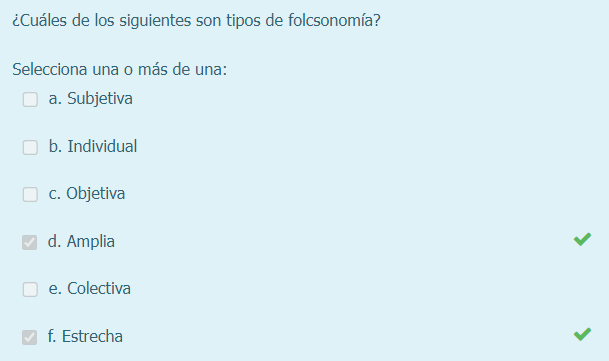 ¿Cuáles de los siguientes son tipos de folcsonomía?
Selecciona una o más de una:
a. Subjetiva
b. Individual
c. Objetiva
d. Amplia
e. Colectiva
f. Estrecha